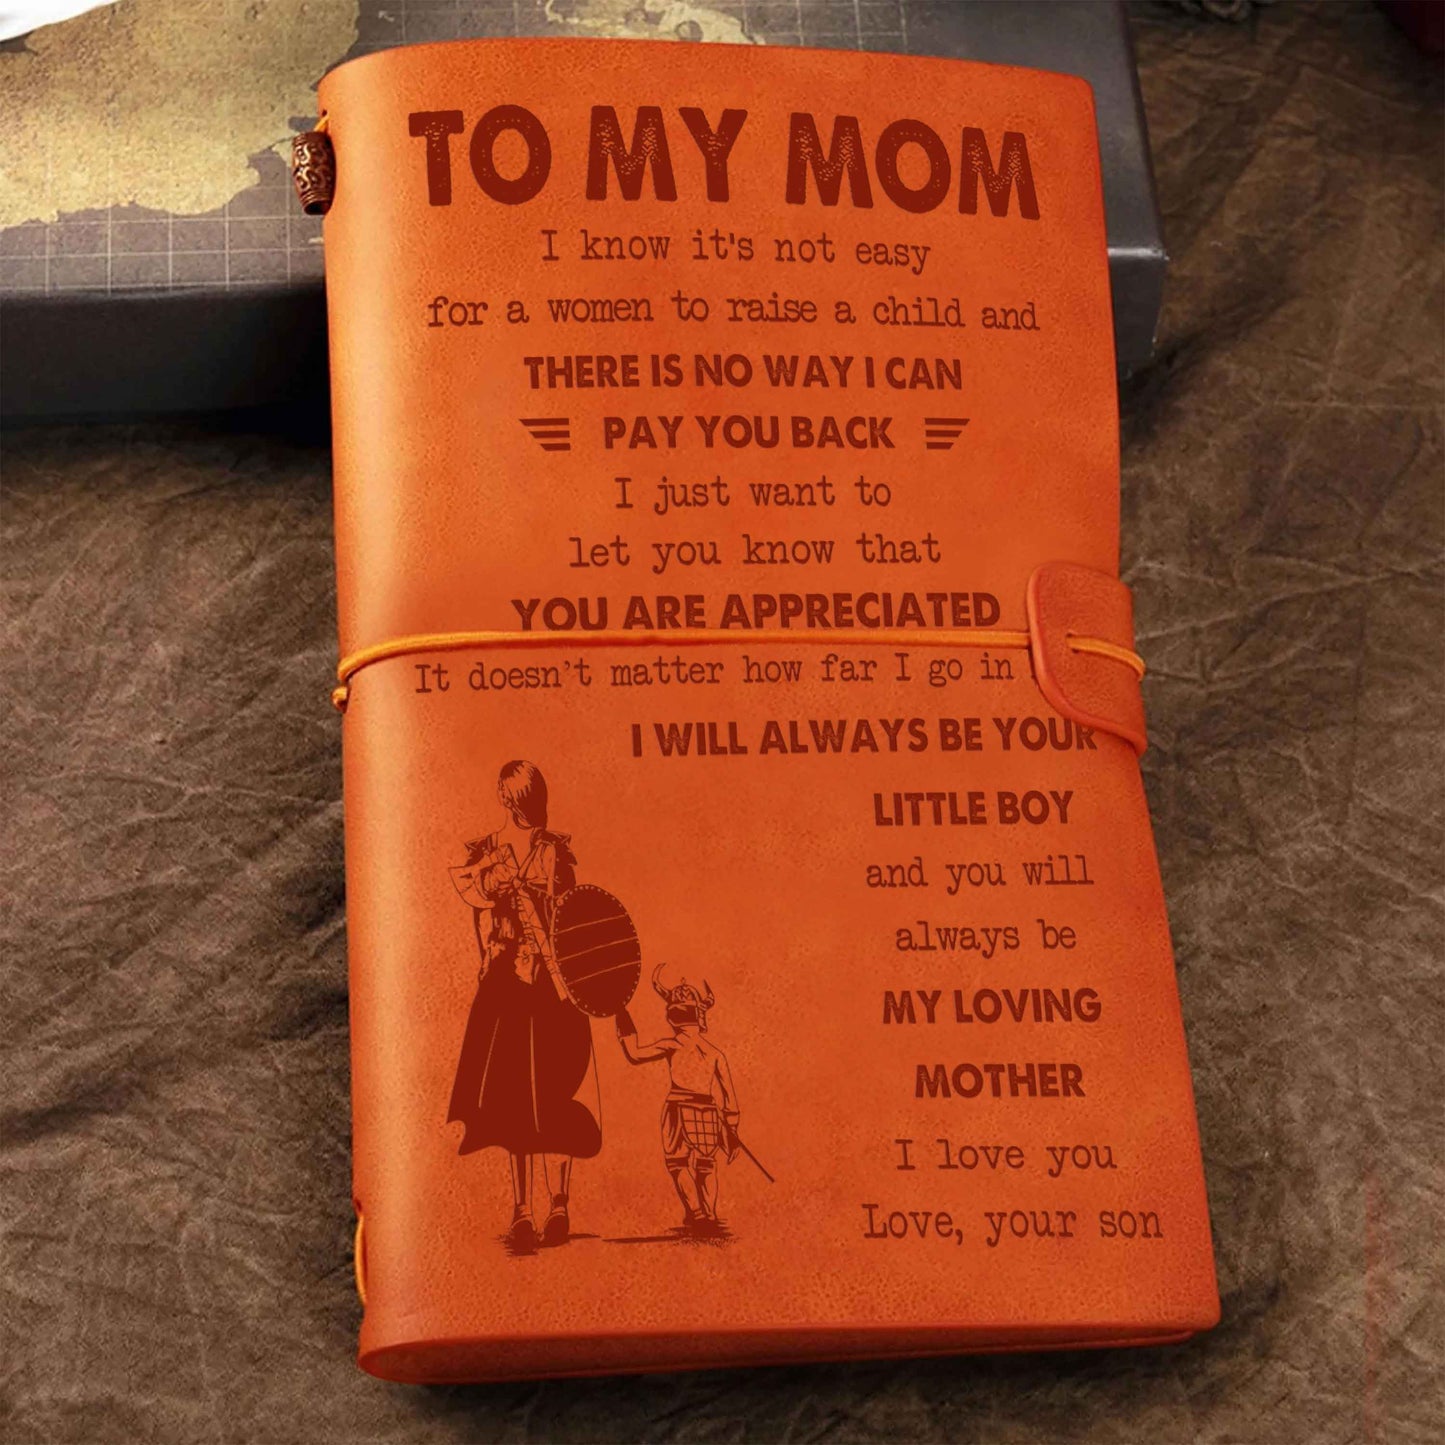 TO MY MOM
I know it's not easy
for a women to raise a child and
THERE IS NO WAY I CAN
PAY YOU BACK
I just want to
let you know that
YOU ARE APPRECIATED
It doesn't matter how far I go in
I WILL ALWAYS BE YOUR
LITTLE BOY
and you will
always be
MY LOVING
MOTHER
I love you
Love, your son